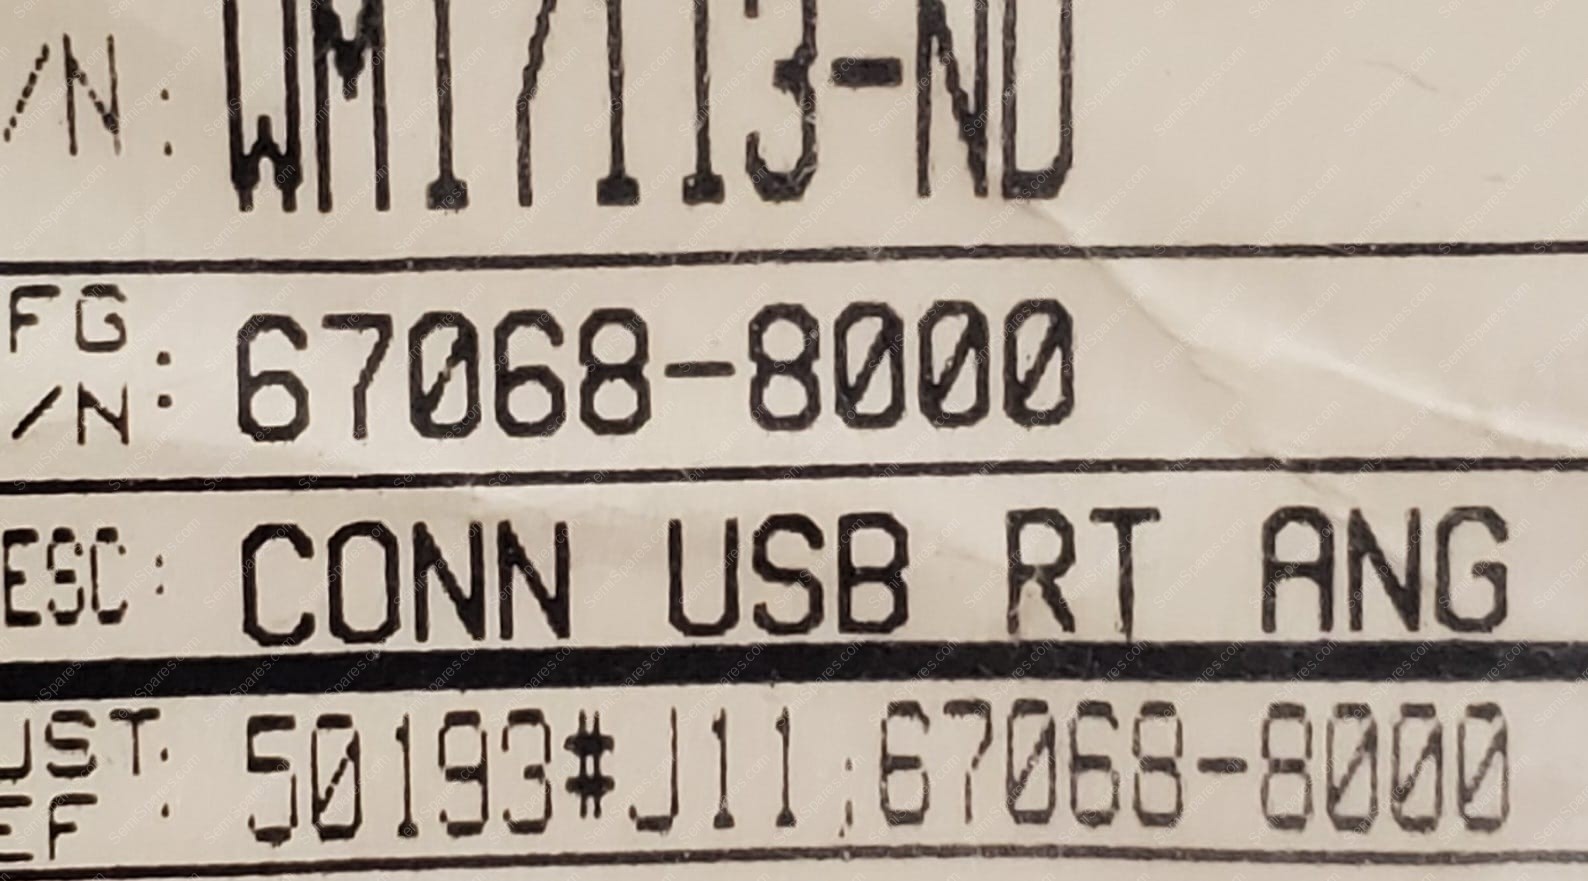 /N: WM17113-ND
FG
/N: 67068-8000
ESC: CONN USB RT ANG
UST. 50193#J11;67068-8000
EF :